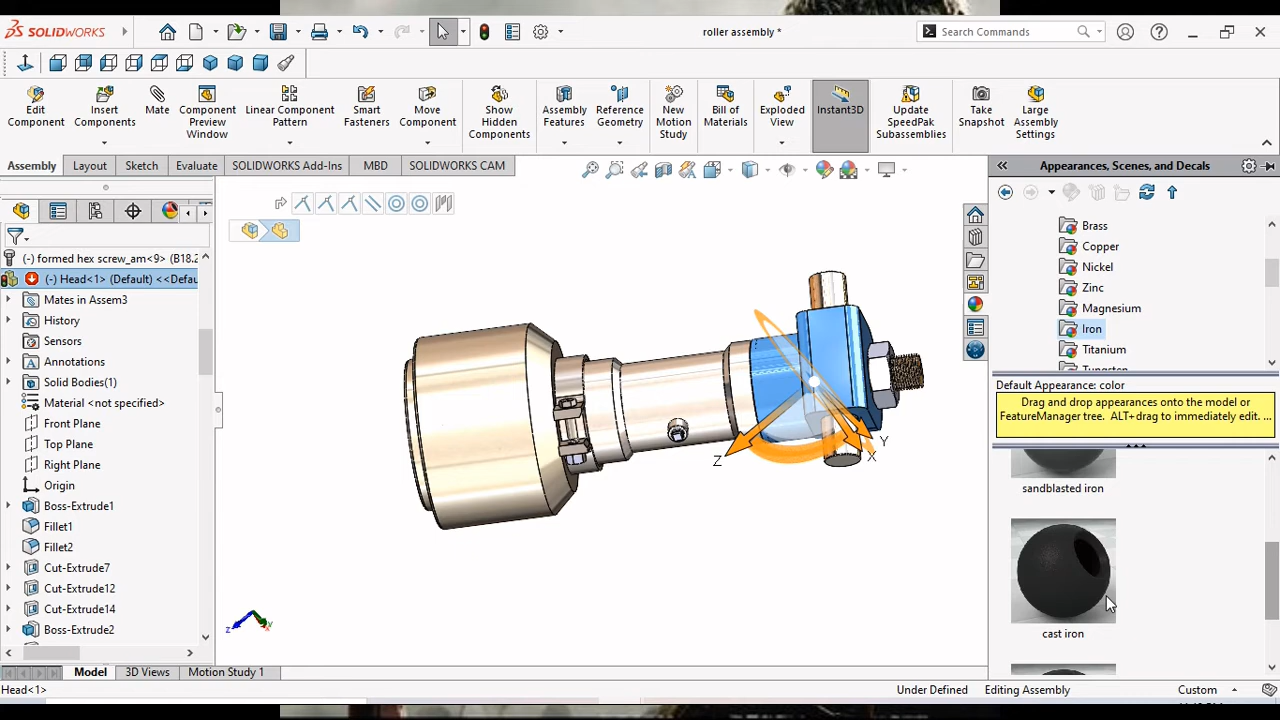 SOLIDWORKS
roller assembly *
Search Commands
Edit Component
Insert Components
Mate
Component Preview Window
Linear Component Pattern
Smart Fasteners
Move Component
Show Hidden Components
Assembly Features
Reference Geometry
New Motion Study
Bill of Materials
Exploded View
Instant3D
Update SpeedPak Subassemblies
Take Snapshot
Large Assembly Settings
Assembly
Layout
Sketch
Evaluate
SOLIDWORKS Add-Ins
MBD
SOLIDWORKS CAM
Appearances, Scenes, and Decals
(-) formed hex screw_am<9> (B18.2
(-) Head<1> (Default) <<Defau
Mates in Assem3
History
Sensors
Annotations
Solid Bodies(1)
Material <not specified>
Front Plane
Top Plane
Right Plane
Origin
Boss-Extrude1
Fillet1
Fillet2
Cut-Extrude7
Cut-Extrude12
Cut-Extrude14
Boss-Extrude2
Z
Y
X
z
Y
Brass
Copper
Nickel
Zinc
Magnesium
Iron
Titanium
Default Appearance: color
Drag and drop appearances onto the model or
FeatureManager tree. ALT+drag to immediately edit. ...
sandblasted iron
cast iron
Model
3D Views
Motion Study 1
Head<1>
Under Defined
Editing Assembly
Custom